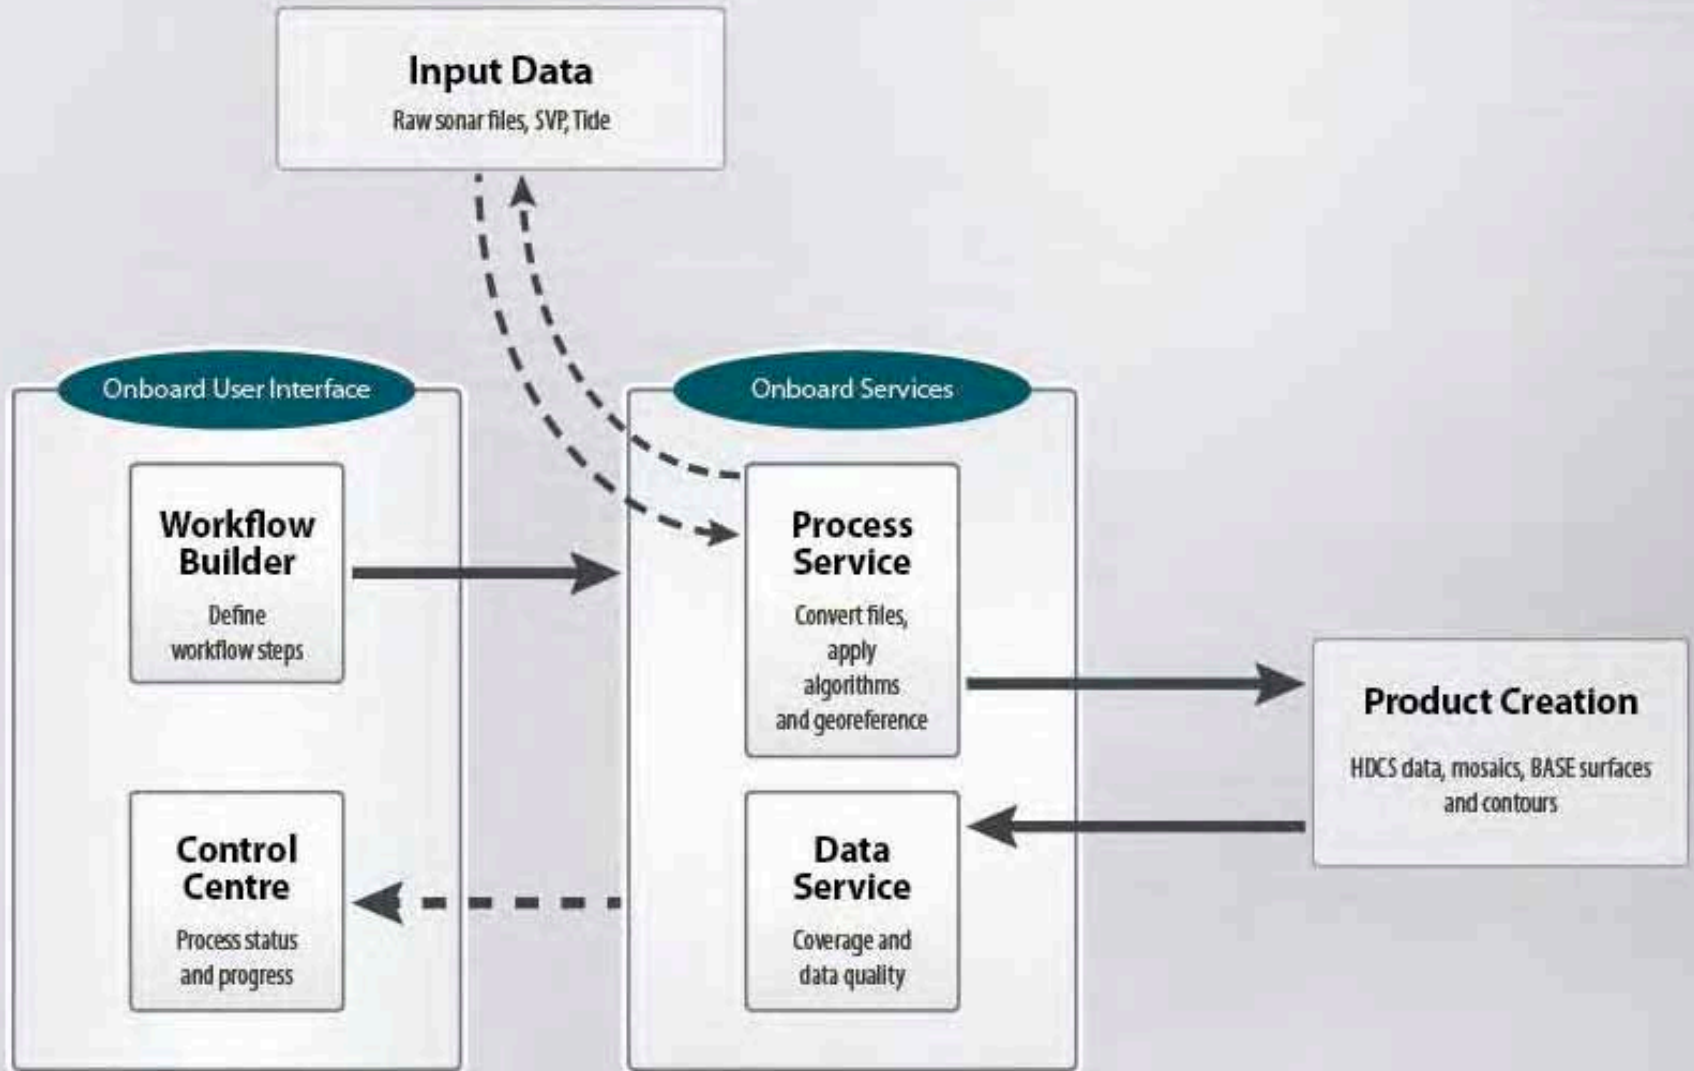 Input Data
Raw sonar files, SVP, Tide
Onboard User Interface
Workflow
Builder
Define
workflow steps
Control
Centre
Process status
and progress
Onboard Services
Process
Service
Convert files,
apply
algorithms
and georeference
Data
Service
Coverage and
data quality
Product Creation
HDCS data, mosaics, BASE surfaces
and contours